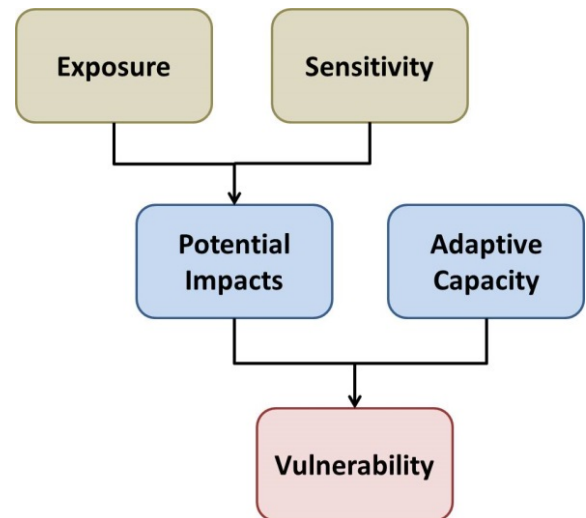 Exposure
Sensitivity
Potential
Impacts
Adaptive
Capacity
Vulnerability